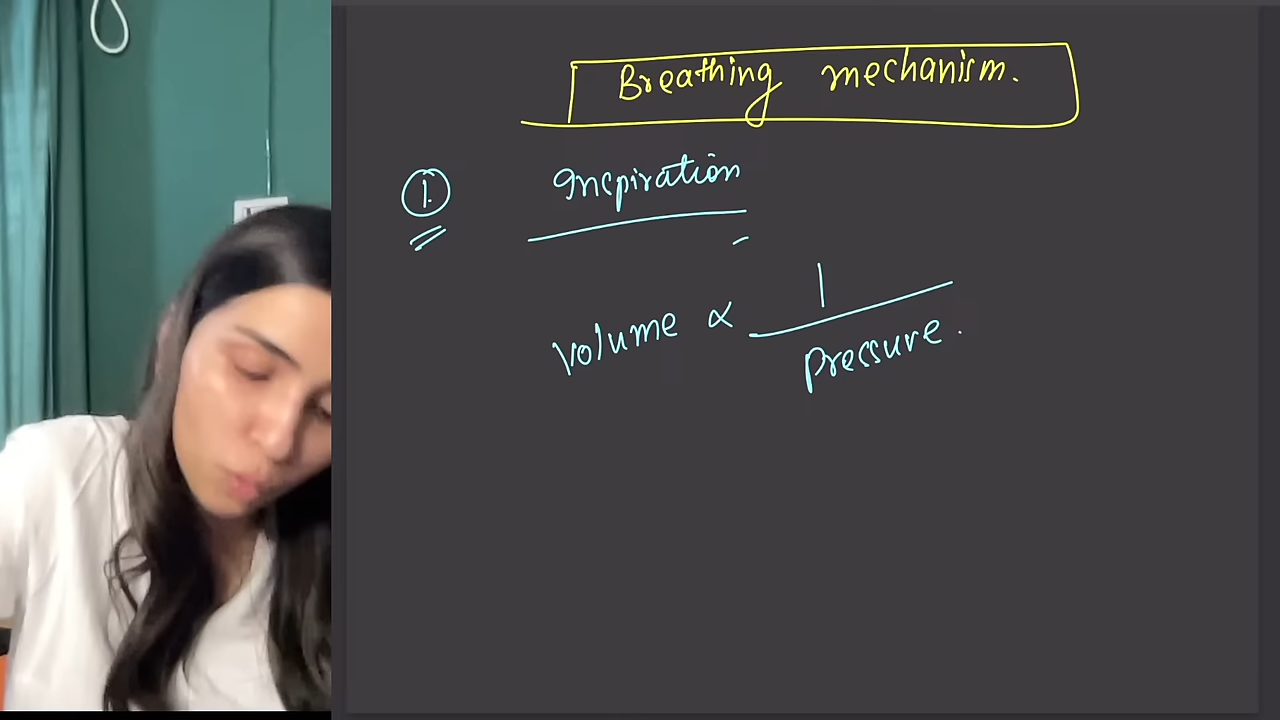 Breathing mechanism.
1. Inspiration
Volume ∝ 1 / Pressure.